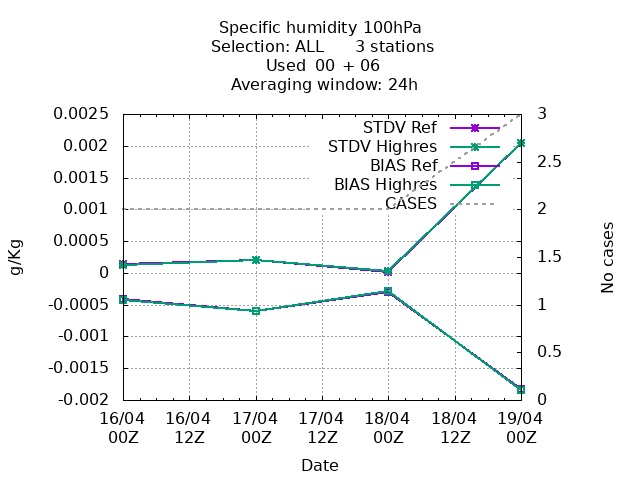 Specific humidity 100hPa
Selection: ALL 3 stations
Used 00 + 06
Averaging window: 24h
0.0025
0.002
0.0015
0.001
0.0005
0
-0.0005
-0.001
-0.0015
-0.002
g/Kg
STDV Ref
STDV Highres
BIAS Ref
BIAS Highres
CASES
3
2.5
2
1.5
1
0.5
0
No cases
16/04 00Z
16/04 12Z
17/04 00Z
17/04 12Z
18/04 00Z
18/04 12Z
19/04 00Z
Date